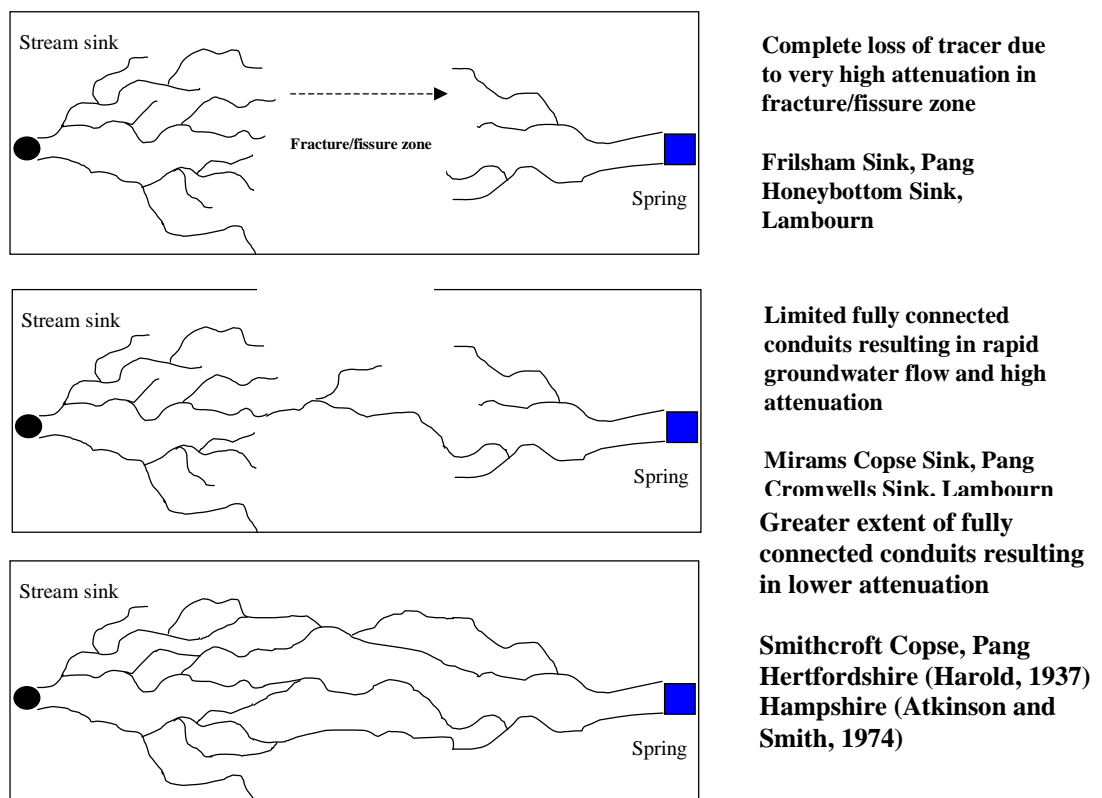 Stream sink
Fracture/fissure zone
Spring
Complete loss of tracer due
to very high attenuation in
fracture/fissure zone
Frilsham Sink, Pang
Honeybottom Sink,
Lambourn
Stream sink
Spring
Limited fully connected
conduits resulting in rapid
groundwater flow and high
attenuation
Mirams Copse Sink, Pang
Cromwells Sink, Lambourn
Stream sink
Spring
Greater extent of fully
connected conduits resulting
in lower attenuation
Smithcroft Copse, Pang
Hertfordshire (Harold, 1937)
Hampshire (Atkinson and
Smith, 1974)